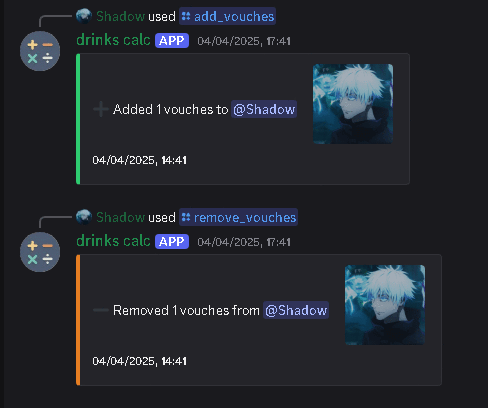 Shadow used add_vouches
drinks calc APP 04/04/2025, 17:41
➕ Added 1 vouches to @Shadow
04/04/2025, 14:41
Shadow used remove_vouches
drinks calc APP 04/04/2025, 17:41
➖ Removed 1 vouches from @Shadow
04/04/2025, 14:41